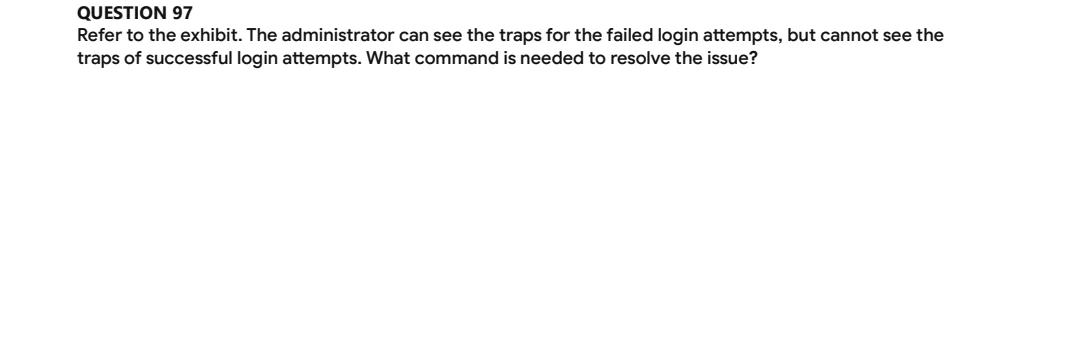 QUESTION 97
Refer to the exhibit. The administrator can see the traps for the failed login attempts, but cannot see the
traps of successful login attempts. What command is needed to resolve the issue?